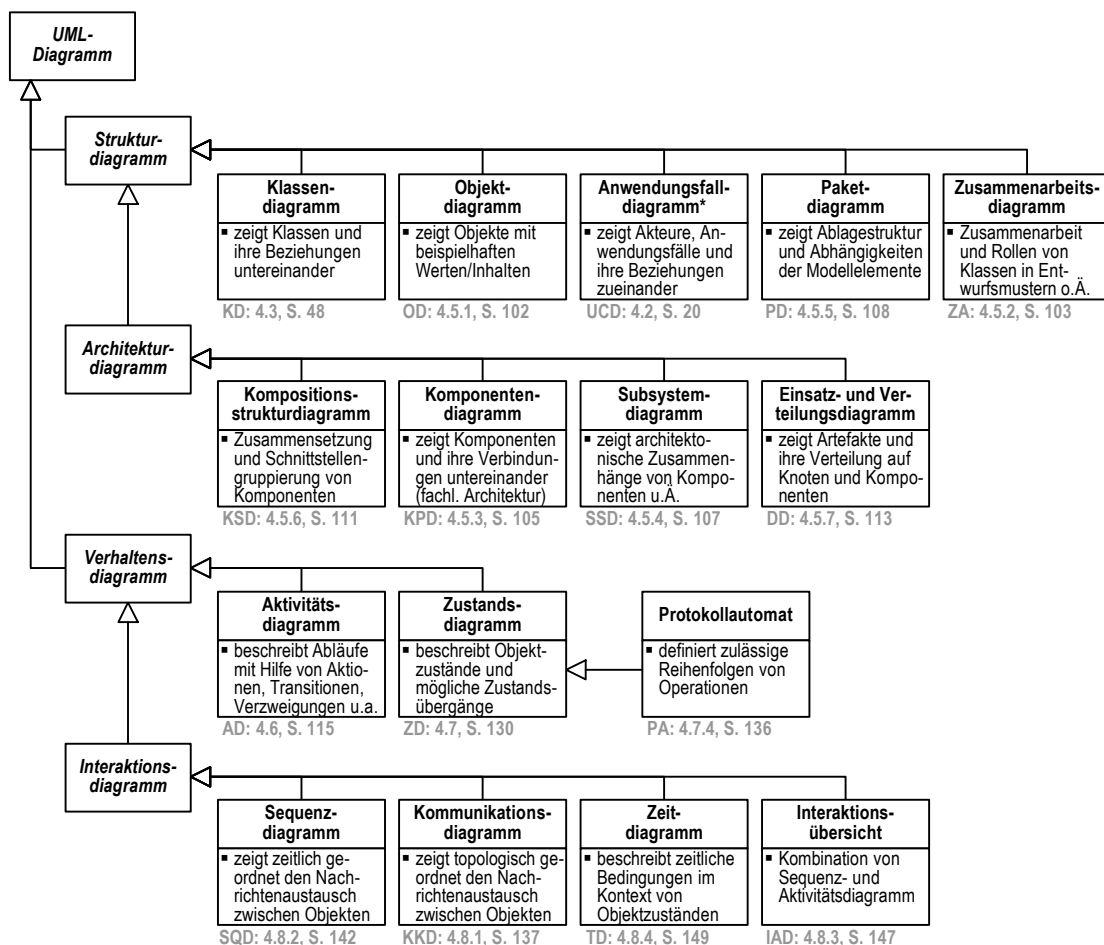 UML-
Diagramm
Struktur-
diagramm
Klassen-
diagramm
▪ zeigt Klassen und
ihre Beziehungen
untereinander
KD: 4.3, S. 48
Objekt-
diagramm
▪ zeigt Objekte mit
beispielhaften
Werten/Inhalten
OD: 4.5.1, S. 102
Anwendungsfall-
diagramm*
▪ zeigt Akteure, An-
wendungsfälle und
ihre Beziehungen
zueinander
UCD: 4.2, S. 20
Paket-
diagramm
▪ zeigt Ablagestruktur
und Abhängigkeiten
der Modellelemente
PD: 4.5.5, S. 108
Zusammenarbeits-
diagramm
▪ Zusammenarbeit
und Rollen von
Klassen in Ent-
wurfsmustern o.Ä.
ZA: 4.5.2, S. 103
Architektur-
diagramm
Kompositions-
strukturdiagramm
▪ Zusammensetzung
und Schnittstellen-
gruppierung von
Komponenten
KSD: 4.5.6, S. 111
Komponenten-
diagramm
▪ zeigt Komponenten
und ihre Verbindun-
gen untereinander
(fachl. Architektur)
KPD: 4.5.3, S. 105
Subsystem-
diagramm
▪ zeigt architekto-
nische Zusammen-
hänge von Kompo-
nenten u.Ä.
SSD: 4.5.4, S. 107
Einsatz- und Ver-
teilungsdiagramm
▪ zeigt Artefakte und
ihre Verteilung auf
Knoten und Kompo-
nenten
DD: 4.5.7, S. 113
Verhaltens-
diagramm
Aktivitäts-
diagramm
▪ beschreibt Abläufe
mit Hilfe von Aktio-
nen, Transitionen,
Verzweigungen u.a.
AD: 4.6, S. 115
Zustands-
diagramm
▪ beschreibt Objekt-
zustände und
mögliche Zustands-
übergänge
ZD: 4.7, S. 130
Protokollautomat
▪ definiert zulässige
Reihenfolgen von
Operationen
PA: 4.7.4, S. 136
Interaktions-
diagramm
Sequenz-
diagramm
▪ zeigt zeitlich ge-
ordnet den Nach-
richtenaustausch
zwischen Objekten
SQD: 4.8.2, S. 142
Kommunikations-
diagramm
▪ zeigt topologisch ge-
ordnet den Nach-
richtenaustausch
zwischen Objekten
KKD: 4.8.1, S. 137
Zeit-
diagramm
▪ beschreibt zeitliche
Bedingungen im
Kontext von
Objektzuständen
TD: 4.8.4, S. 149
Interaktions-
übersicht
▪ Kombination von
Sequenz- und
Aktivitätsdiagramm
IAD: 4.8.3, S. 147